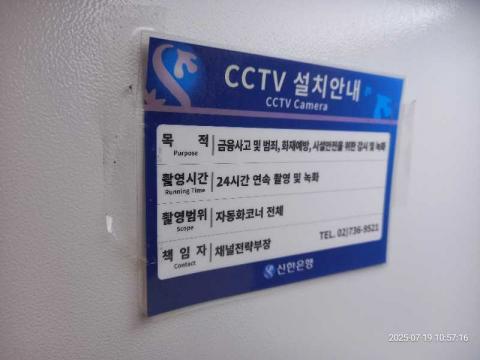 CCTV 설치안내
CCTV Camera
목 적 금융사고 및 범죄, 화재예방, 시설안전을 위한 감시 및 녹화
Purpose
촬영시간 24시간 연속 촬영 및 녹화
Running Time
촬영범위 자동화코너 전체
Scope
책 임 자 채널전략부장 TEL. 02)736-9521
Contact
신한은행
2025-07-19 10:57:16